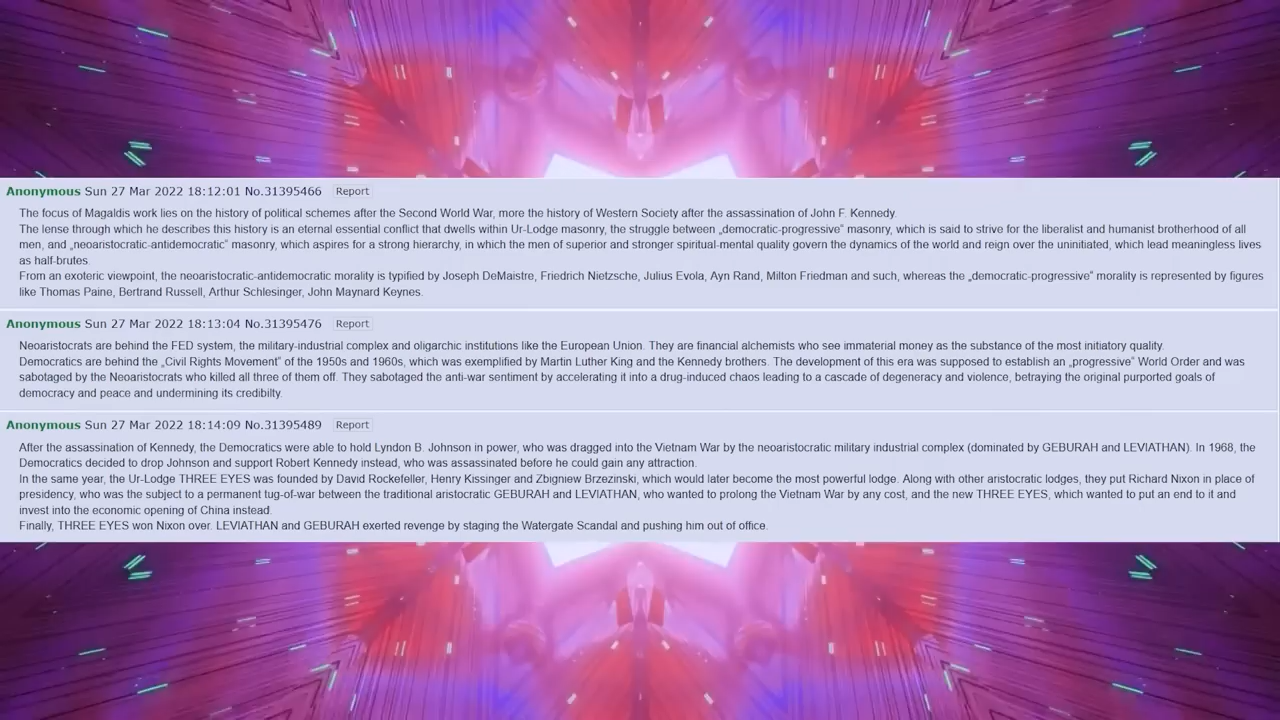 Anonymous Sun 27 Mar 2022 18:12:01 No.31395466 Report
The focus of Magaldis work lies on the history of political schemes after the Second World War, more the history of Western Society after the assassination of John F. Kennedy.
The lense through which he describes this history is an eternal essential conflict that dwells within Ur-Lodge masonry, the struggle between „democratic-progressive“ masonry, which is said to strive for the liberalist and humanist brotherhood of all
men, and „neoaristocratic-antidemocratic“ masonry, which aspires for a strong hierarchy, in which the men of superior and stronger spiritual-mental quality govern the dynamics of the world and reign over the uninitiated, which lead meaningless lives
as half-brutes.
From an exoteric viewpoint, the neoaristocratic-antidemocratic morality is typified by Joseph DeMaistre, Friedrich Nietzsche, Julius Evola, Ayn Rand, Milton Friedman and such, whereas the „democratic-progressive“ morality is represented by figures
like Thomas Paine, Bertrand Russell, Arthur Schlesinger, John Maynard Keynes.
Anonymous Sun 27 Mar 2022 18:13:04 No.31395476 Report
Neoaristocrats are behind the FED system, the military-industrial complex and oligarchic institutions like the European Union. They are financial alchemists who see immaterial money as the substance of the most initiatory quality.
Democratics are behind the „Civil Rights Movement“ of the 1950s and 1960s, which was exemplified by Martin Luther King and the Kennedy brothers. The development of this era was supposed to establish an „progressive“ World Order and was
sabotaged by the Neoaristocrats who killed all three of them off. They sabotaged the anti-war sentiment by accelerating it into a drug-induced chaos leading to a cascade of degeneracy and violence, betraying the original purported goals of
democracy and peace and undermining its credibilty.
Anonymous Sun 27 Mar 2022 18:14:09 No.31395489 Report
After the assassination of Kennedy, the Democratics were able to hold Lyndon B. Johnson in power, who was dragged into the Vietnam War by the neoaristocratic military industrial complex (dominated by GEBURAH and LEVIATHAN). In 1968, the
Democratics decided to drop Johnson and support Robert Kennedy instead, who was assassinated before he could gain any attraction.
In the same year, the Ur-Lodge THREE EYES was founded by David Rockefeller, Henry Kissinger and Zbigniew Brzezinski, which would later become the most powerful lodge. Along with other aristocratic lodges, they put Richard Nixon in place of
presidency, who was the subject to a permanent tug-of-war between the traditional aristocratic GEBURAH and LEVIATHAN, who wanted to prolong the Vietnam War by any cost, and the new THREE EYES, which wanted to put an end to it and
invest into the economic opening of China instead.
Finally, THREE EYES won Nixon over. LEVIATHAN and GEBURAH exerted revenge by staging the Watergate Scandal and pushing him out of office.